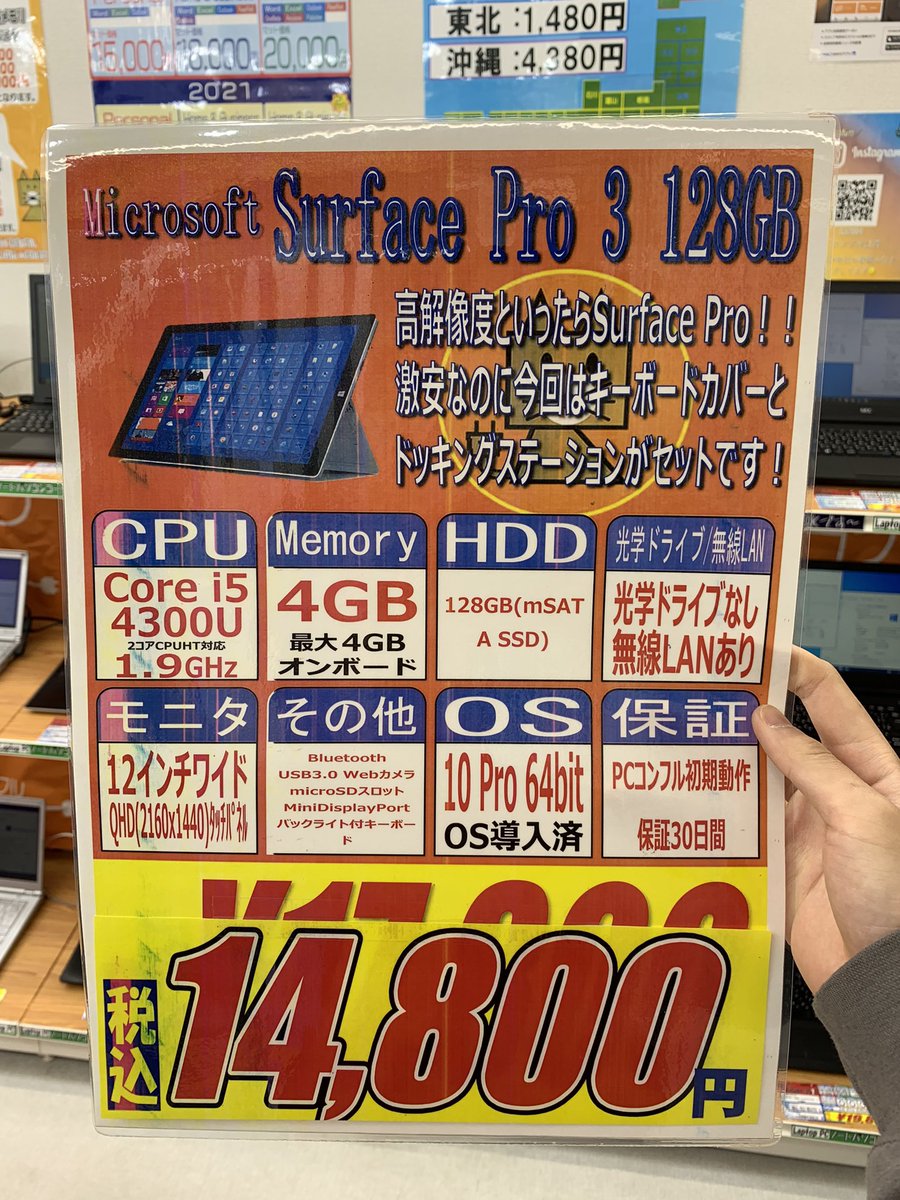 15,000
18,000
20,000
2021
Personal
東北:1,480円
沖縄:4,380円
Instagram
Microsoft Surface Pro 3 128GB
高解像度といったらSurface Pro!!
激安なのに今回はキーボードカバーと
ドッキングステーションがセットです!
CPU
Core i5
4300U
2コアCPUHT対応
1.9GHz
Memory
4GB
最大4GB
オンボード
HDD
128GB(mSAT
A SSD)
光学ドライブ/無線LAN
光学ドライブなし
無線LANあり
モニタ
12インチワイド
QHD(2160x1440)タッチパネル
その他
Bluetooth
USB3.0 Webカメラ
microSDスロット
MiniDisplayPort
バックライト付キーボー
ド
OS
10 Pro 64bit
OS導入済
保証
PCコンフル初期動作
保証30日間
税込
14,800円